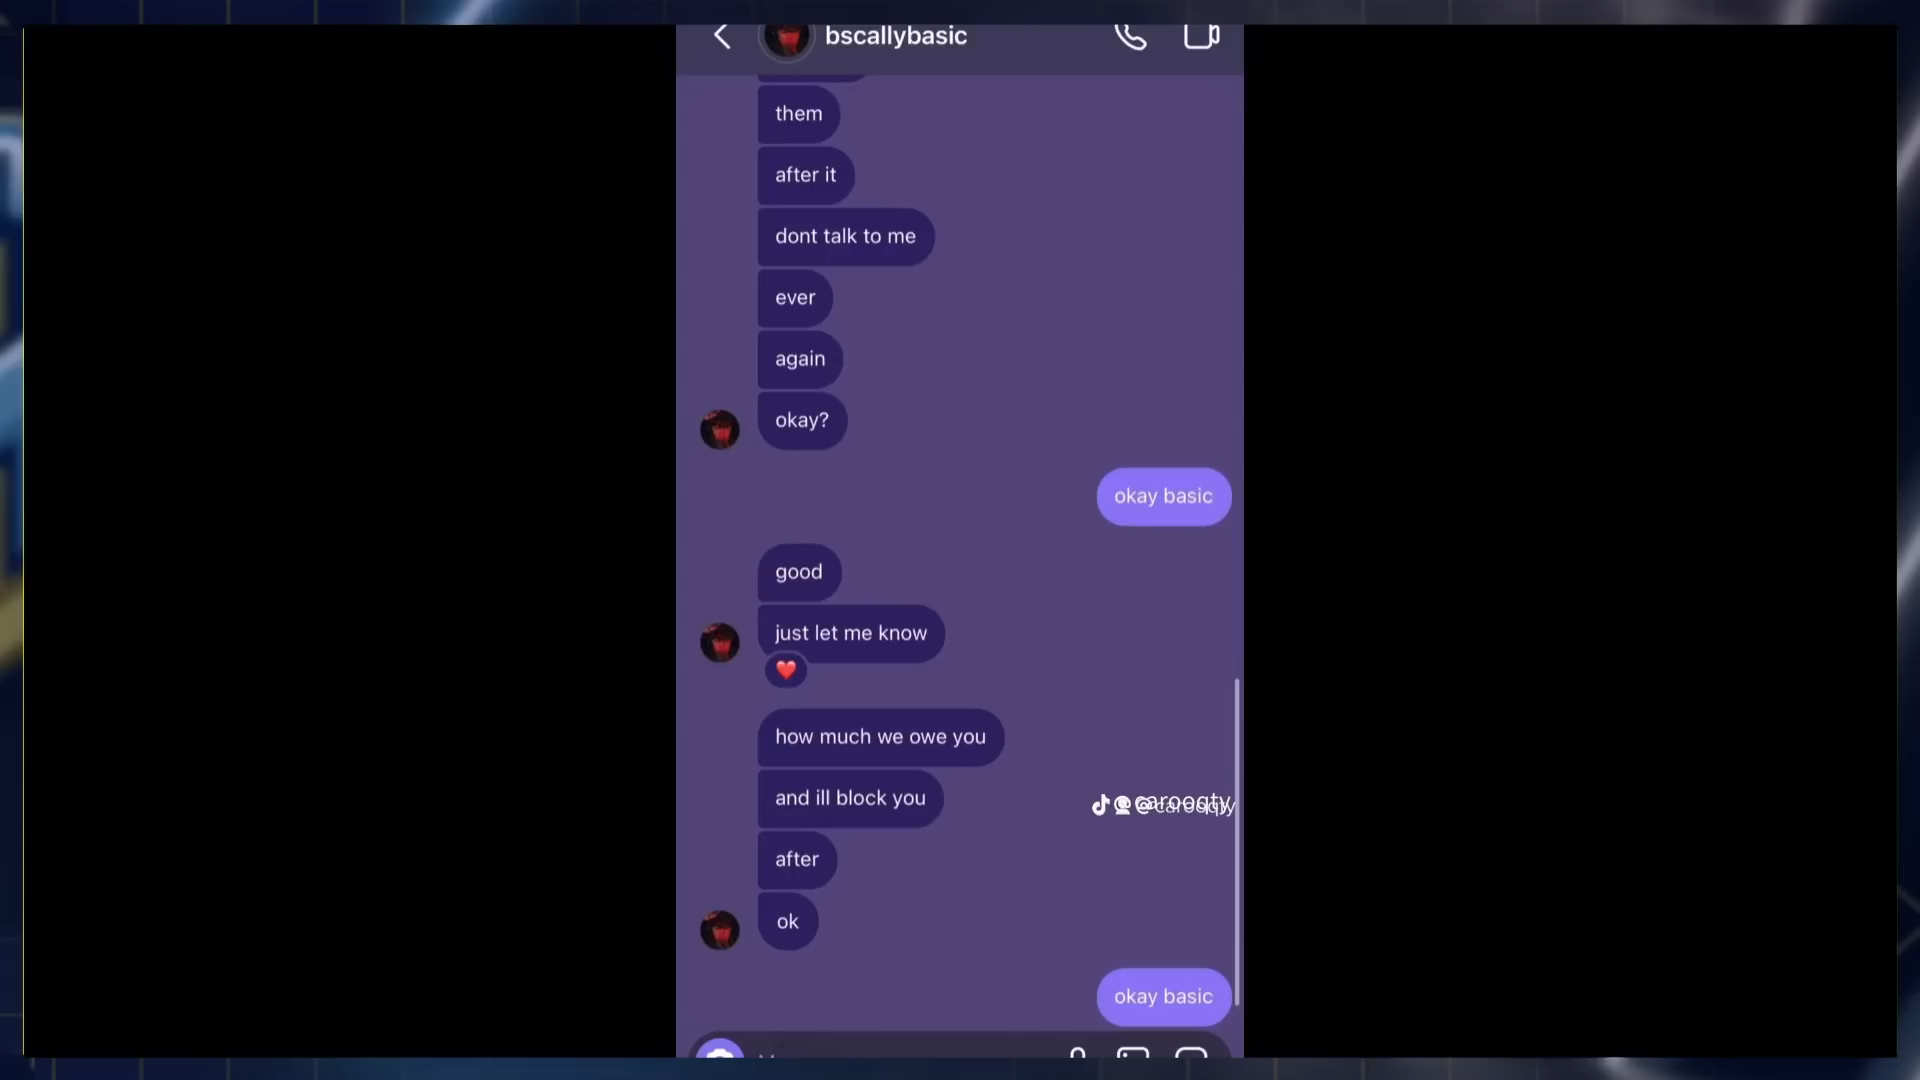 bscallybasic
them
after it
dont talk to me
ever
again
okay?
okay basic
good
just let me know
how much we owe you
and ill block you
@carooqty
after
ok
okay basic